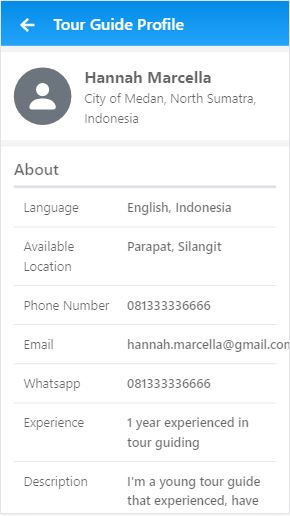 Tour Guide Profile
Hannah Marcella
City of Medan, North Sumatra,
Indonesia
About
Language English, Indonesia
Available Parapat, Silangit
Location
Phone Number 081333336666
Email hannah.marcella@gmail.com
Whatsapp 081333336666
Experience 1 year experienced in
tour guiding
Description I'm a young tour guide
that experienced, have